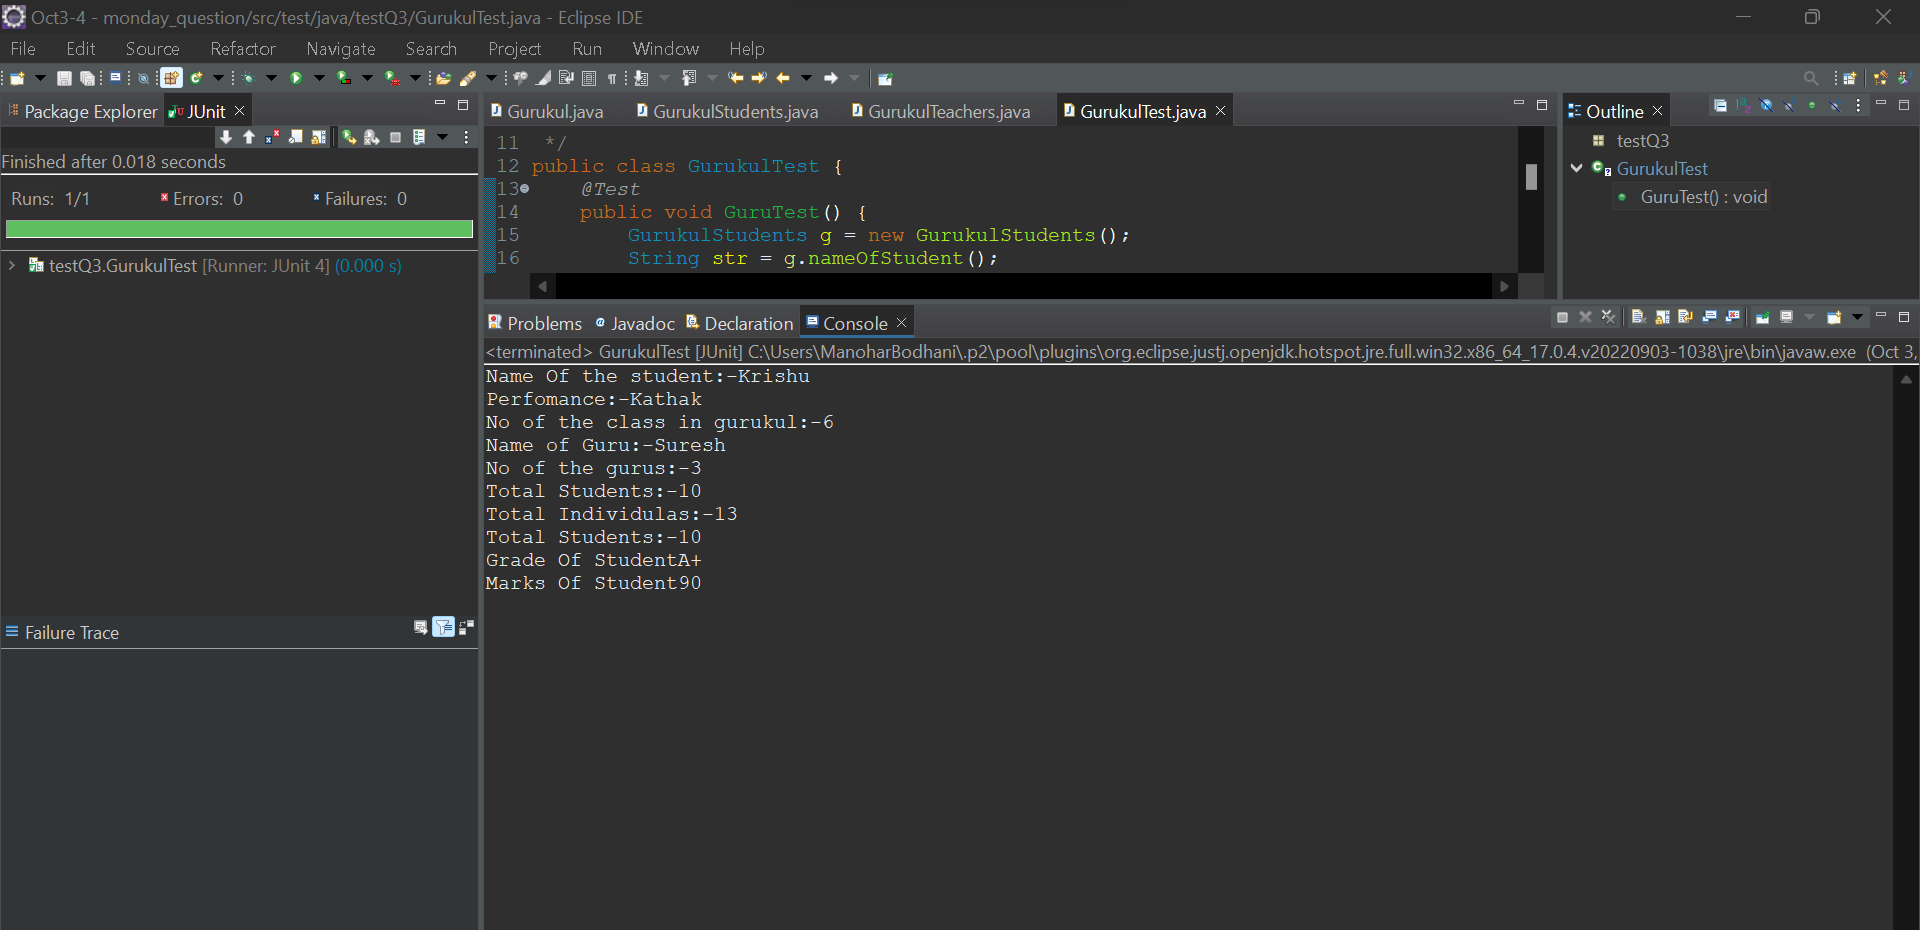 Oct3-4 - monday_question/src/test/java/testQ3/GurukulTest.java - Eclipse IDE
File Edit Source Refactor Navigate Search Project Run Window Help
Package Explorer JUnit
Finished after 0.018 seconds
Runs: 1/1 Errors: 0 Failures: 0
testQ3.GurukulTest [Runner: JUnit 4] (0.000 s)
Failure Trace
Gurukul.java GurukulStudents.java GurukulTeachers.java GurukulTest.java
11 */
12 public class GurukulTest {
13 @Test
14 public void GuruTest() {
15 GurukulStudents g = new GurukulStudents();
16 String str = g.nameOfStudent();
Outline
testQ3
GurukulTest
GuruTest() : void
Problems Javadoc Declaration Console
<terminated> GurukulTest [JUnit] C:\Users\ManoharBodhani\.p2\pool\plugins\org.eclipse.justj.openjdk.hotspot.jre.full.win32.x86_64_17.0.4.v20220903-1038\jre\bin\javaw.exe (Oct 3,
Name Of the student:-Krishu
Perfomance:-Kathak
No of the class in gurukul:-6
Name of Guru:-Suresh
No of the gurus:-3
Total Students:-10
Total Individulas:-13
Total Students:-10
Grade Of StudentA+
Marks Of Student90